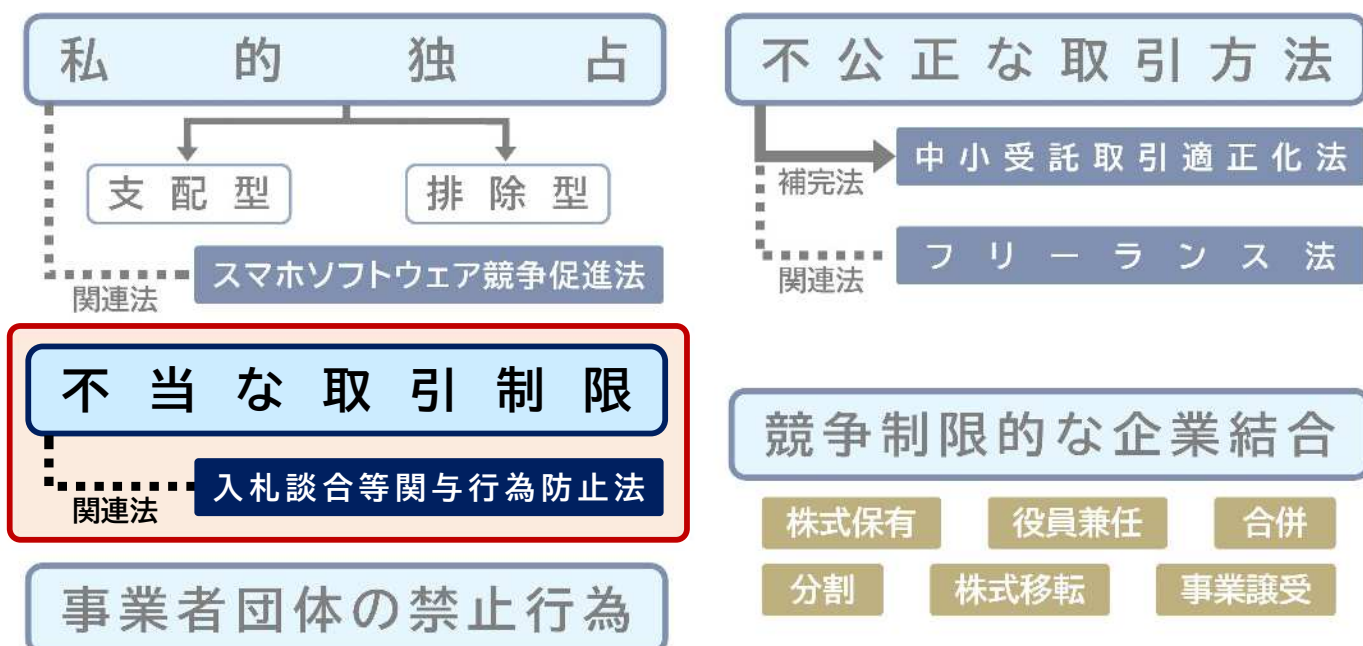 私的独占
支配型
排除型
関連法
スマホソフトウェア競争促進法
不当な取引制限
関連法
入札談合等関与行為防止法
事業者団体の禁止行為
不公正な取引方法
補完法
中小受託取引適正化法
関連法
フリーランス法
競争制限的な企業結合
株式保有
役員兼任
合併
分割
株式移転
事業譲受